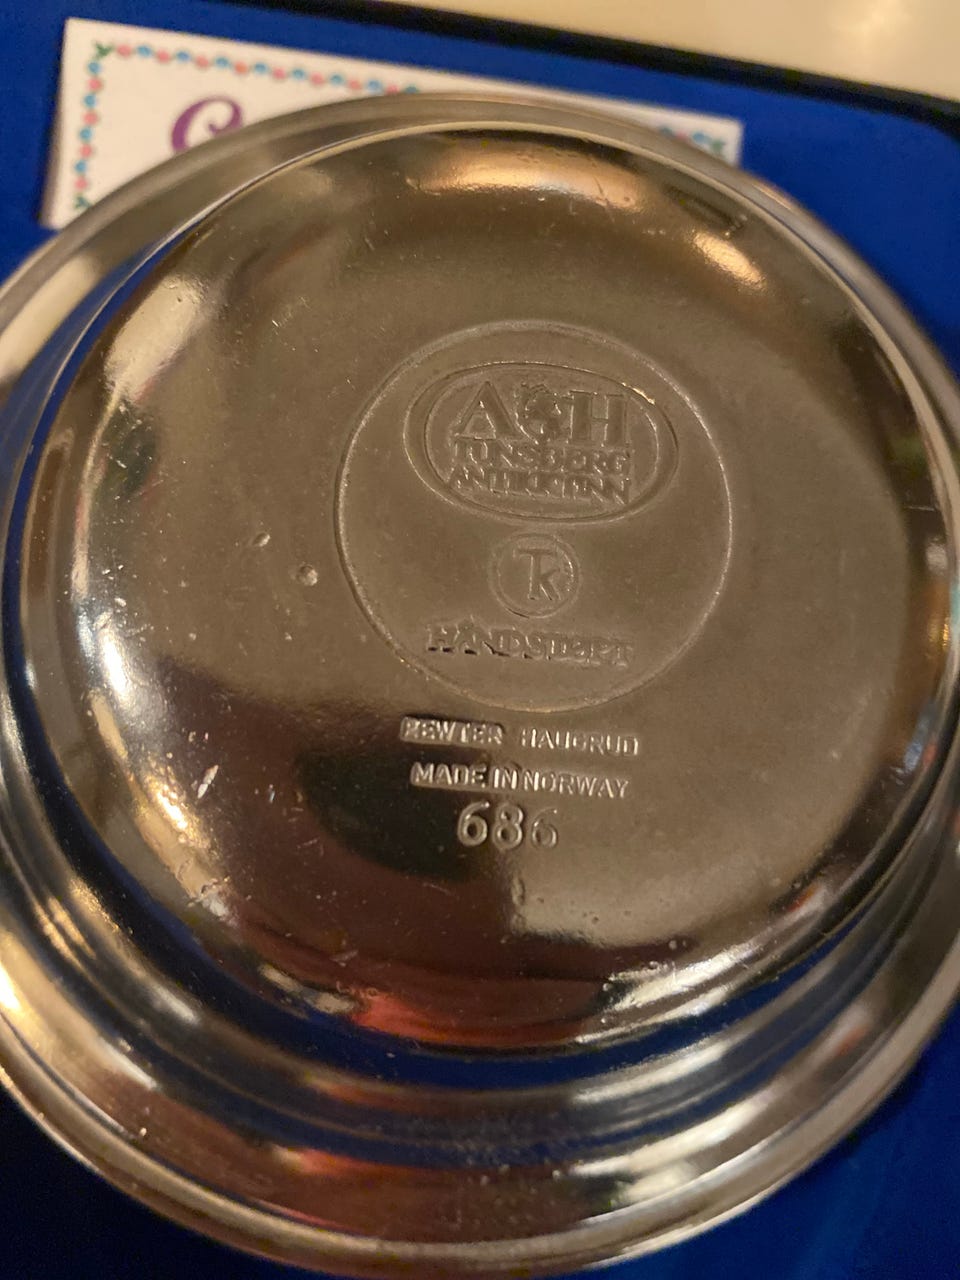 A H
TUNSBERG
ANTIKKTINN
TK
HÅNDSTØPT
PEWTER HAUGRUD
MADE IN NORWAY
686